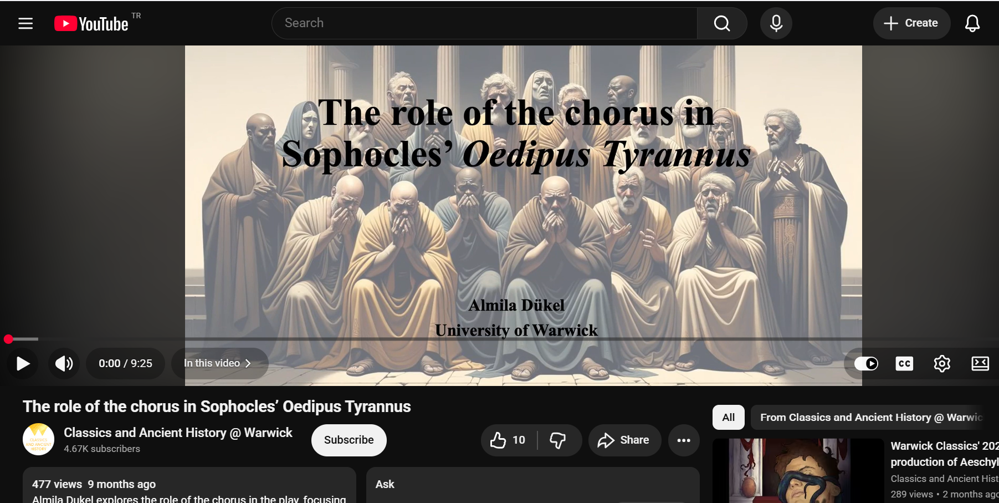 YouTube TR
Search
Create
The role of the chorus in
Sophocles’ Oedipus Tyrannus
Almila Dükel
University of Warwick
0:00 / 9:25
In this video
CC
The role of the chorus in Sophocles’ Oedipus Tyrannus
CLASSICS
AND ANCIENT
HISTORY
Classics and Ancient History @ Warwick
4.67K subscribers
Subscribe
10
Share
477 views 9 months ago
Almila Dukel explores the role of the chorus in the play, focusing
Ask
All
From Classics and Ancient History @ Warwic
Warwick Classics' 202
production of Aeschyl
Classics and Ancient Hist
289 views • 2 months ago